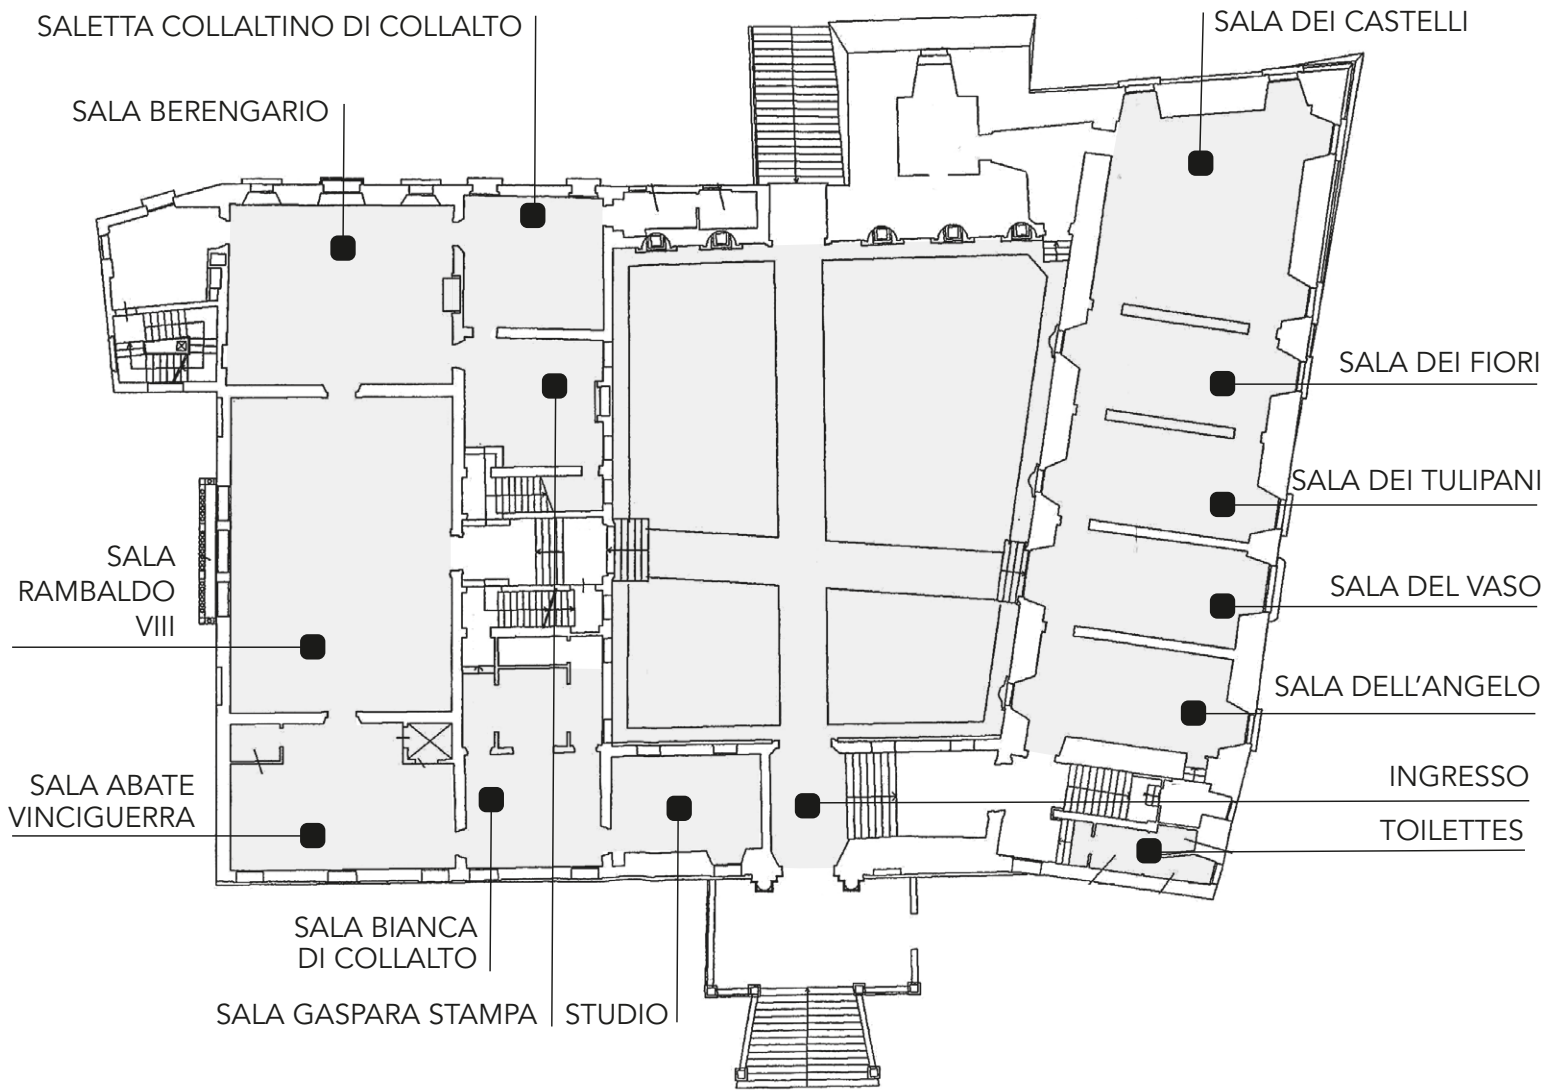 SALETTA COLLALTINO DI COLLALTO
SALA DEI CASTELLI
SALA BERENGARIO
SALA DEI FIORI
SALA DEI TULIPANI
SALA
RAMBALDO
VIII
SALA DEL VASO
SALA DELL’ANGELO
SALA ABATE
VINCIGUERRA
INGRESSO
TOILETTES
SALA BIANCA
DI COLLALTO
SALA GASPARA STAMPA
STUDIO